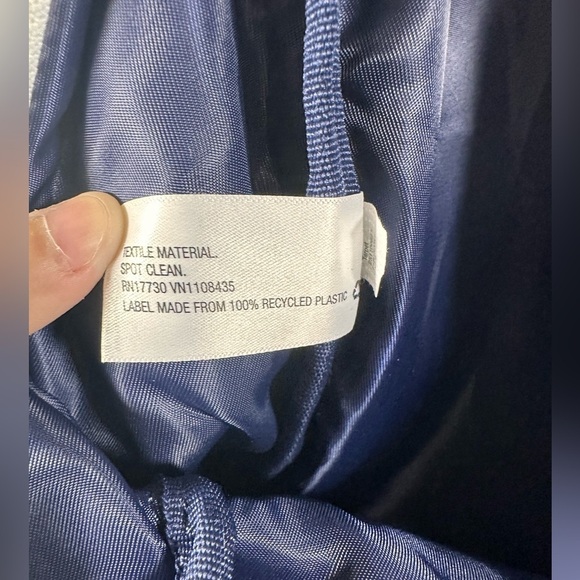 TEXTILE MATERIAL.
SPOT CLEAN.
RN17730 VN1108435
LABEL MADE FROM 100% RECYCLED PLASTIC